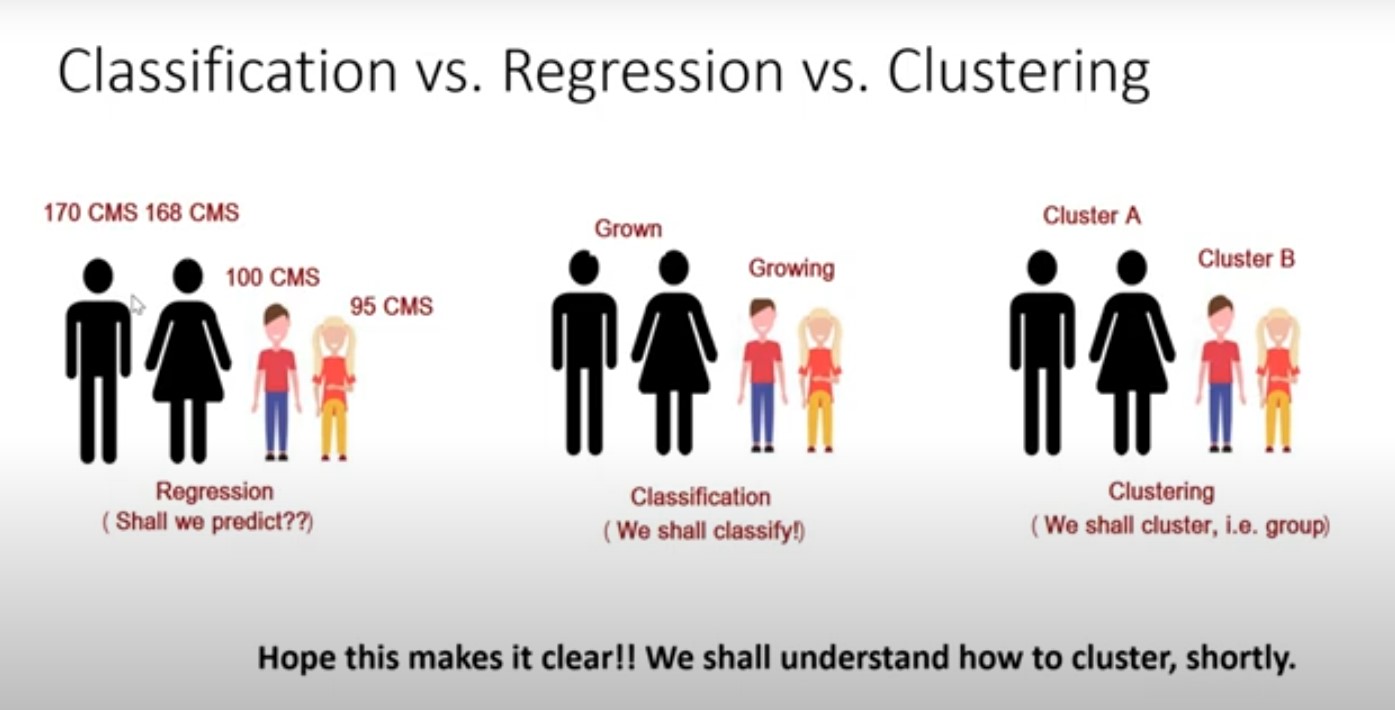 Classification vs. Regression vs. Clustering
170 CMS 168 CMS
100 CMS
95 CMS
Regression
( Shall we predict??)
Grown
Growing
Classification
( We shall classify!)
Cluster A
Cluster B
Clustering
( We shall cluster, i.e. group)
Hope this makes it clear!! We shall understand how to cluster, shortly.